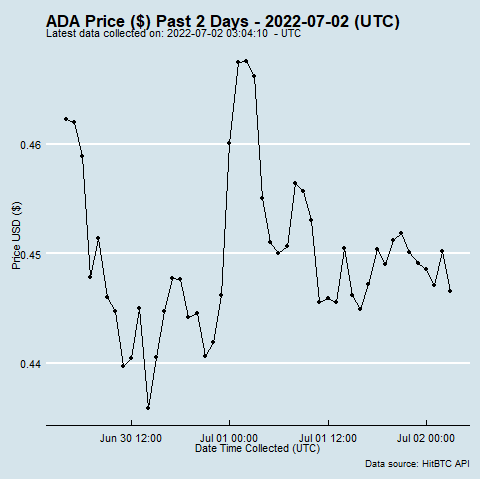 ADA Price ($) Past 2 Days - 2022-07-02 (UTC)
Latest data collected on: 2022-07-02 03:04:10 - UTC
0.46
0.45
0.44
Price USD ($)
Jun 30 12:00
Jul 01 00:00
Jul 01 12:00
Jul 02 00:00
Date Time Collected (UTC)
Data source: HitBTC API